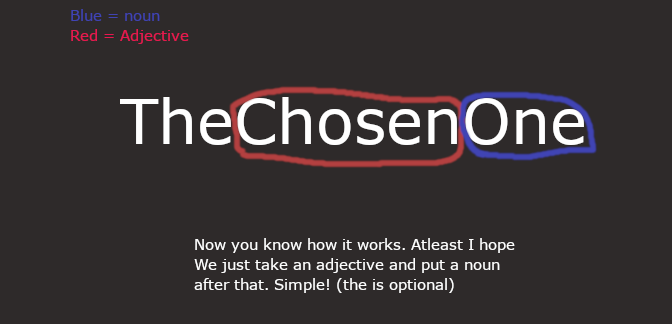 Blue = noun
Red = Adjective
TheChosenOne
Now you know how it works. Atleast I hope
We just take an adjective and put a noun
after that. Simple! (the is optional)